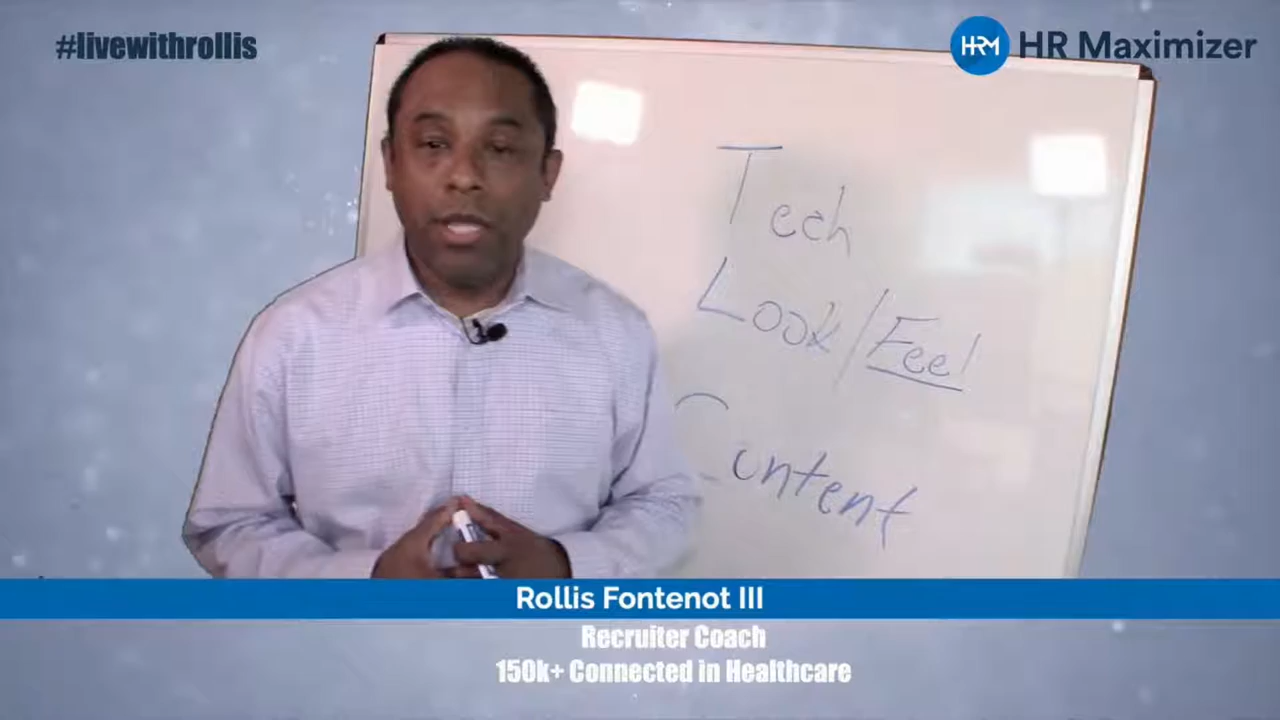 #livewithrollis
HRM HR Maximizer
Tech
Look/Feel
Content
Rollis Fontenot III
Recruiter Coach
150k+ Connected in Healthcare